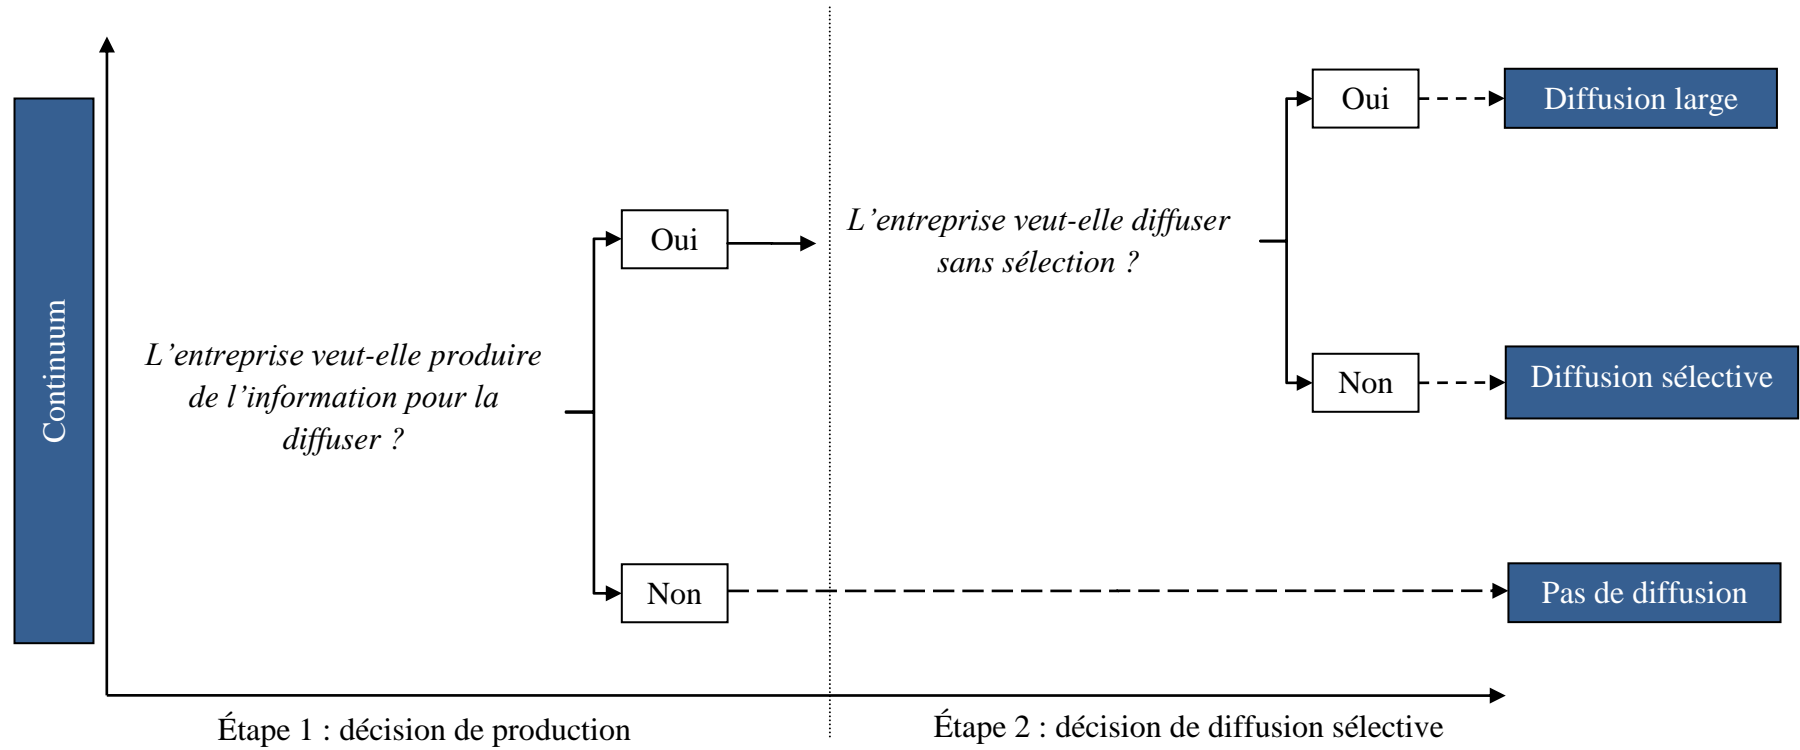 Continuum
L’entreprise veut-elle produire
de l’information pour la
diffuser ?
Oui
Non
L’entreprise veut-elle diffuser
sans sélection ?
Oui
Non
Diffusion large
Diffusion sélective
Pas de diffusion
Étape 1 : décision de production
Étape 2 : décision de diffusion sélective